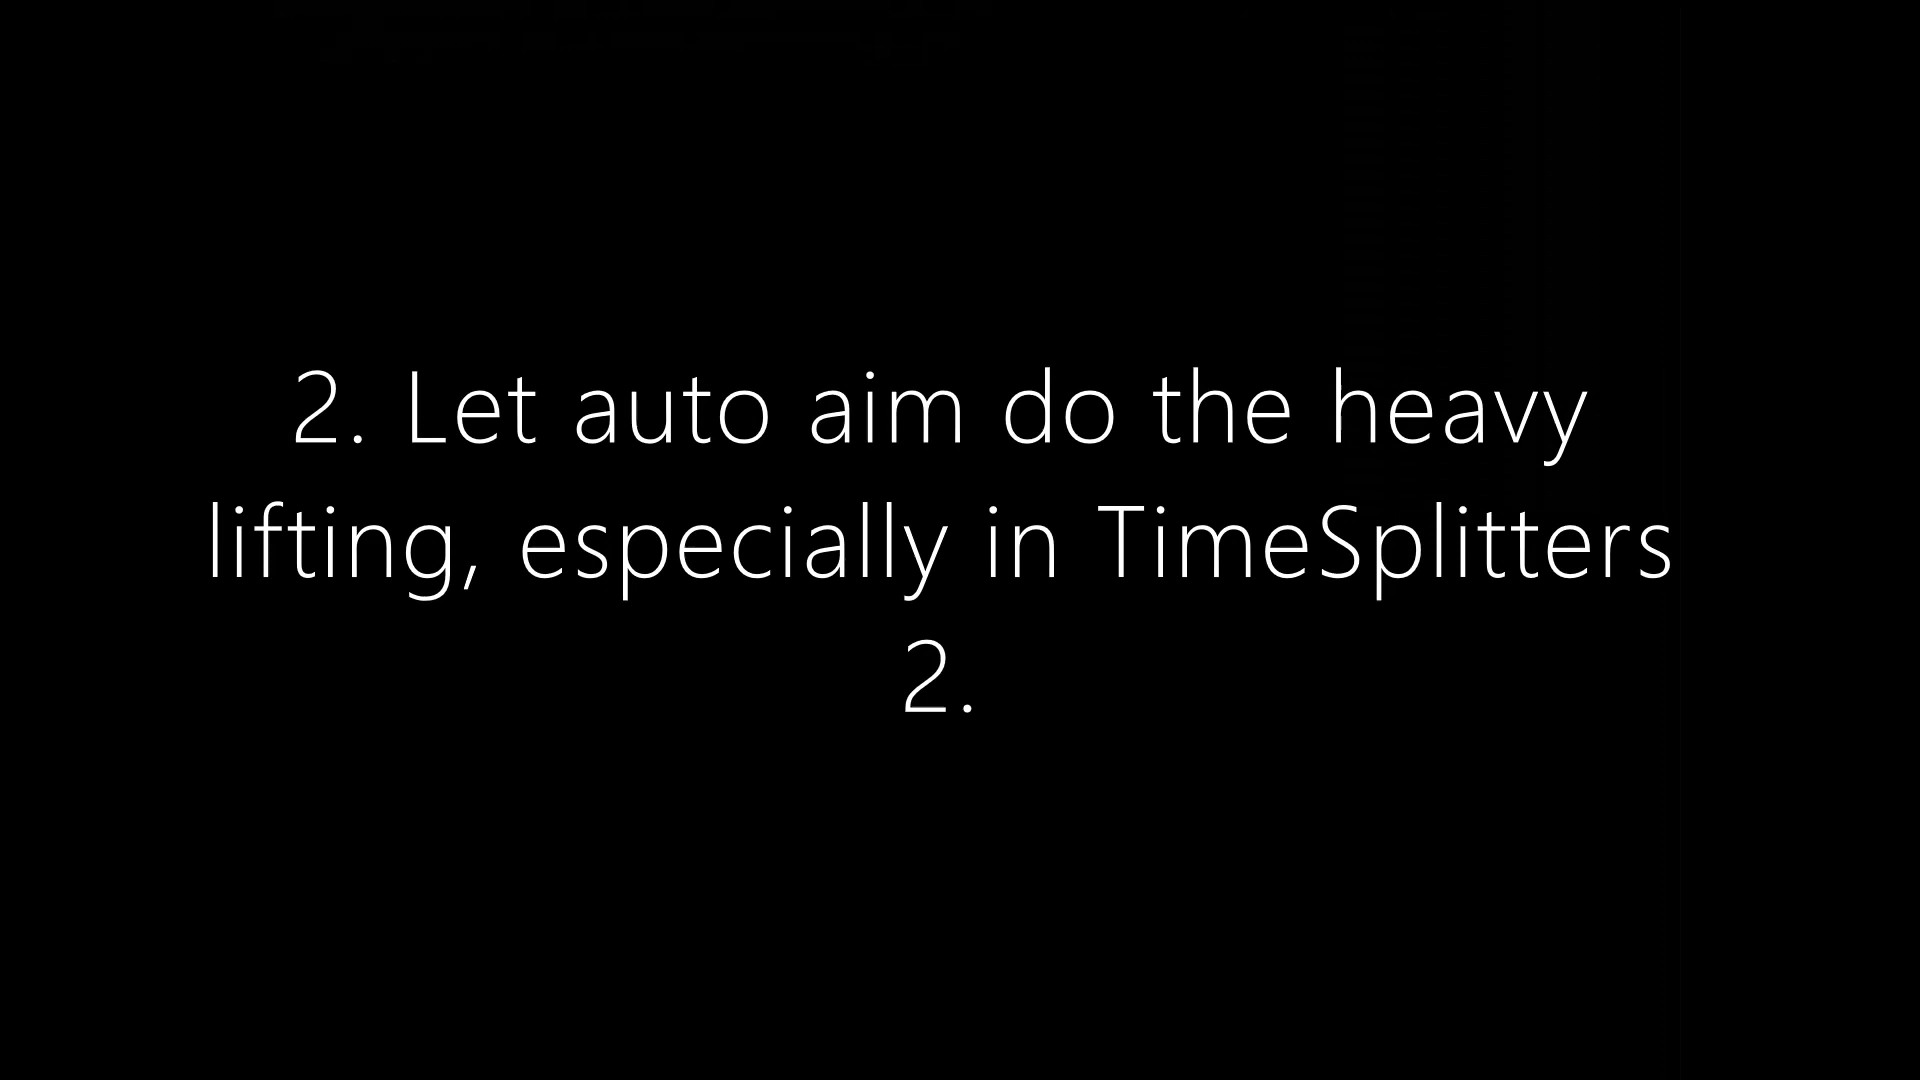 2. Let auto aim do the heavy
lifting, especially in TimeSplitters
2.